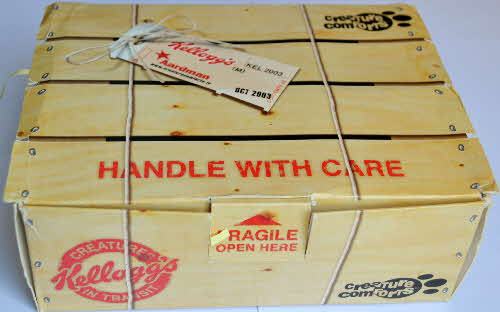 creature
comforts
Kellogg's
Aardman
KEL 2003
(M)
OCT 2003
HANDLE WITH CARE
FRAGILE
OPEN HERE
CREATURES
Kellogg's
IN TRANSIT
creature
comforts